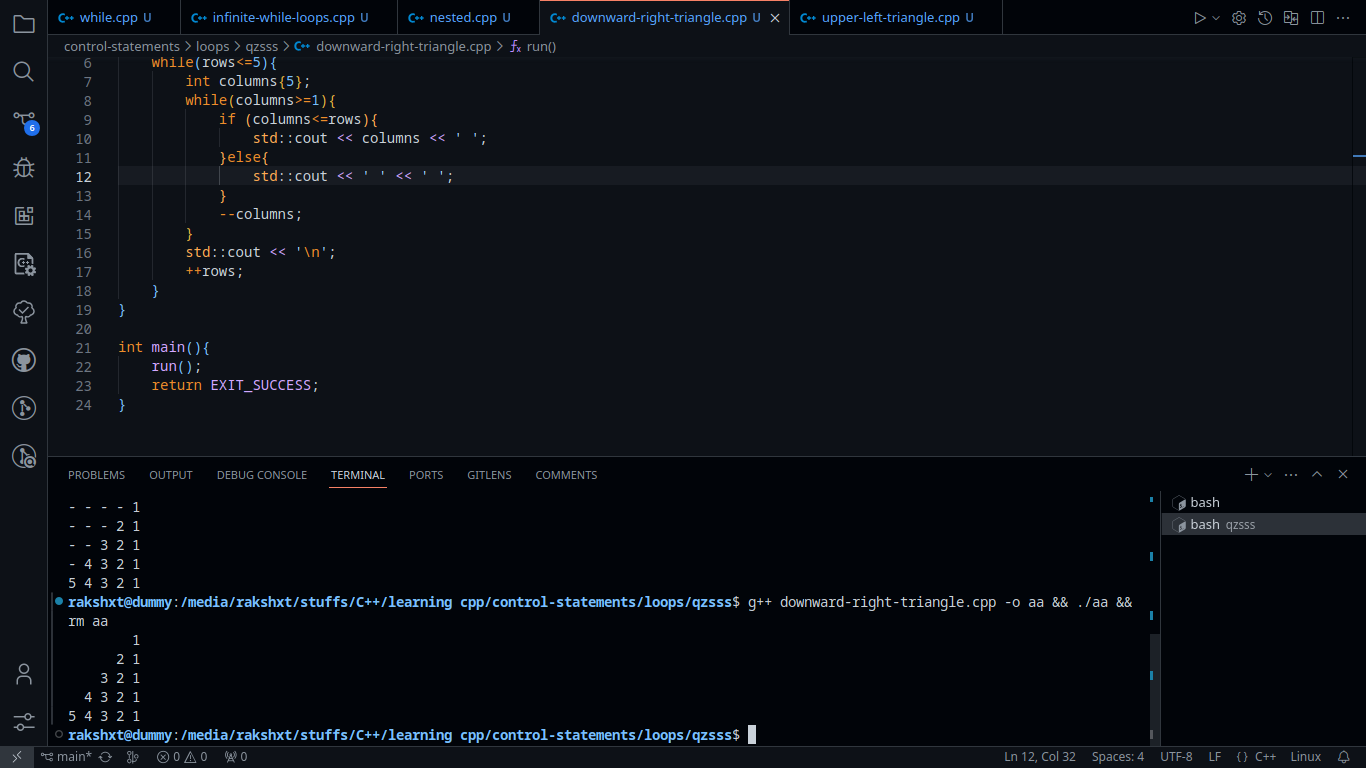 while.cpp U infinite-while-loops.cpp U nested.cpp U downward-right-triangle.cpp U upper-left-triangle.cpp U
control-statements > loops > qzsss > downward-right-triangle.cpp > run()
6 while(rows<=5){
7 int columns{5};
8 while(columns>=1){
9 if (columns<=rows){
10 std::cout << columns << ' ';
11 }else{
12 std::cout << ' ' << ' ';
13 }
14 --columns;
15 }
16 std::cout << '\n';
17 ++rows;
18 }
19 }
20
21 int main(){
22 run();
23 return EXIT_SUCCESS;
24 }
6
PROBLEMS OUTPUT DEBUG CONSOLE TERMINAL PORTS GITLENS COMMENTS
- - - - 1
- - - 2 1
- - 3 2 1
- 4 3 2 1
5 4 3 2 1
rakshxt@dummy:/media/rakshxt/stuffs/C++/learning cpp/control-statements/loops/qzsss$ g++ downward-right-triangle.cpp -o aa && ./aa &&
rm aa
1
2 1
3 2 1
4 3 2 1
5 4 3 2 1
rakshxt@dummy:/media/rakshxt/stuffs/C++/learning cpp/control-statements/loops/qzsss$
bash
bash qzsss
main* 0 0 0 Ln 12, Col 32 Spaces: 4 UTF-8 LF {} C++ Linux